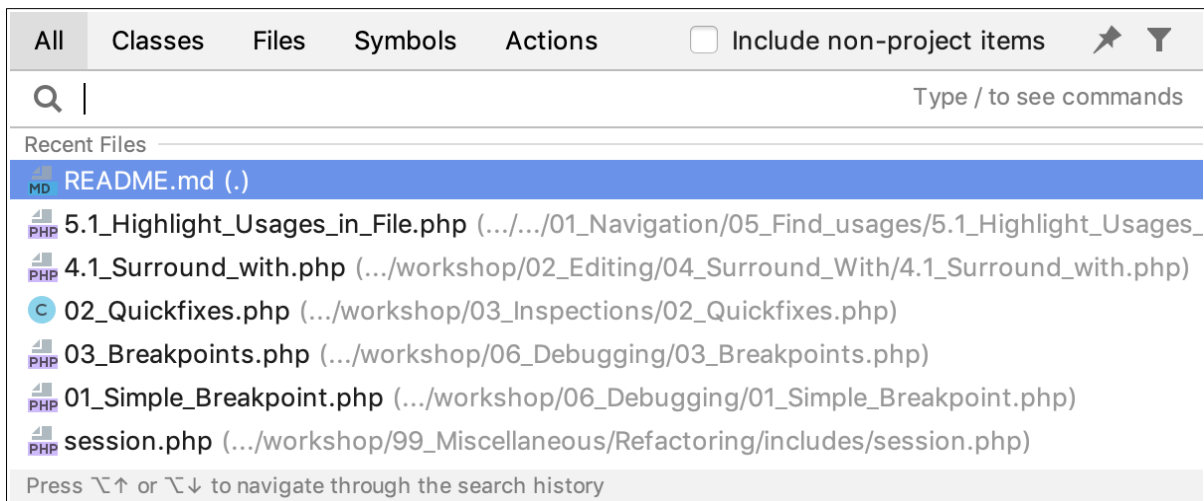 All Classes Files Symbols Actions Include non-project items
Type / to see commands
Recent Files
MD README.md (.)
PHP 5.1_Highlight_Usages_in_File.php (.../.../01_Navigation/05_Find_usages/5.1_Highlight_Usages_
PHP 4.1_Surround_with.php (.../workshop/02_Editing/04_Surround_With/4.1_Surround_with.php)
C 02_Quickfixes.php (.../workshop/03_Inspections/02_Quickfixes.php)
PHP 03_Breakpoints.php (.../workshop/06_Debugging/03_Breakpoints.php)
PHP 01_Simple_Breakpoint.php (.../workshop/06_Debugging/01_Simple_Breakpoint.php)
PHP session.php (.../workshop/99_Miscellaneous/Refactoring/includes/session.php)
Press ⌥↑ or ⌥↓ to navigate through the search history